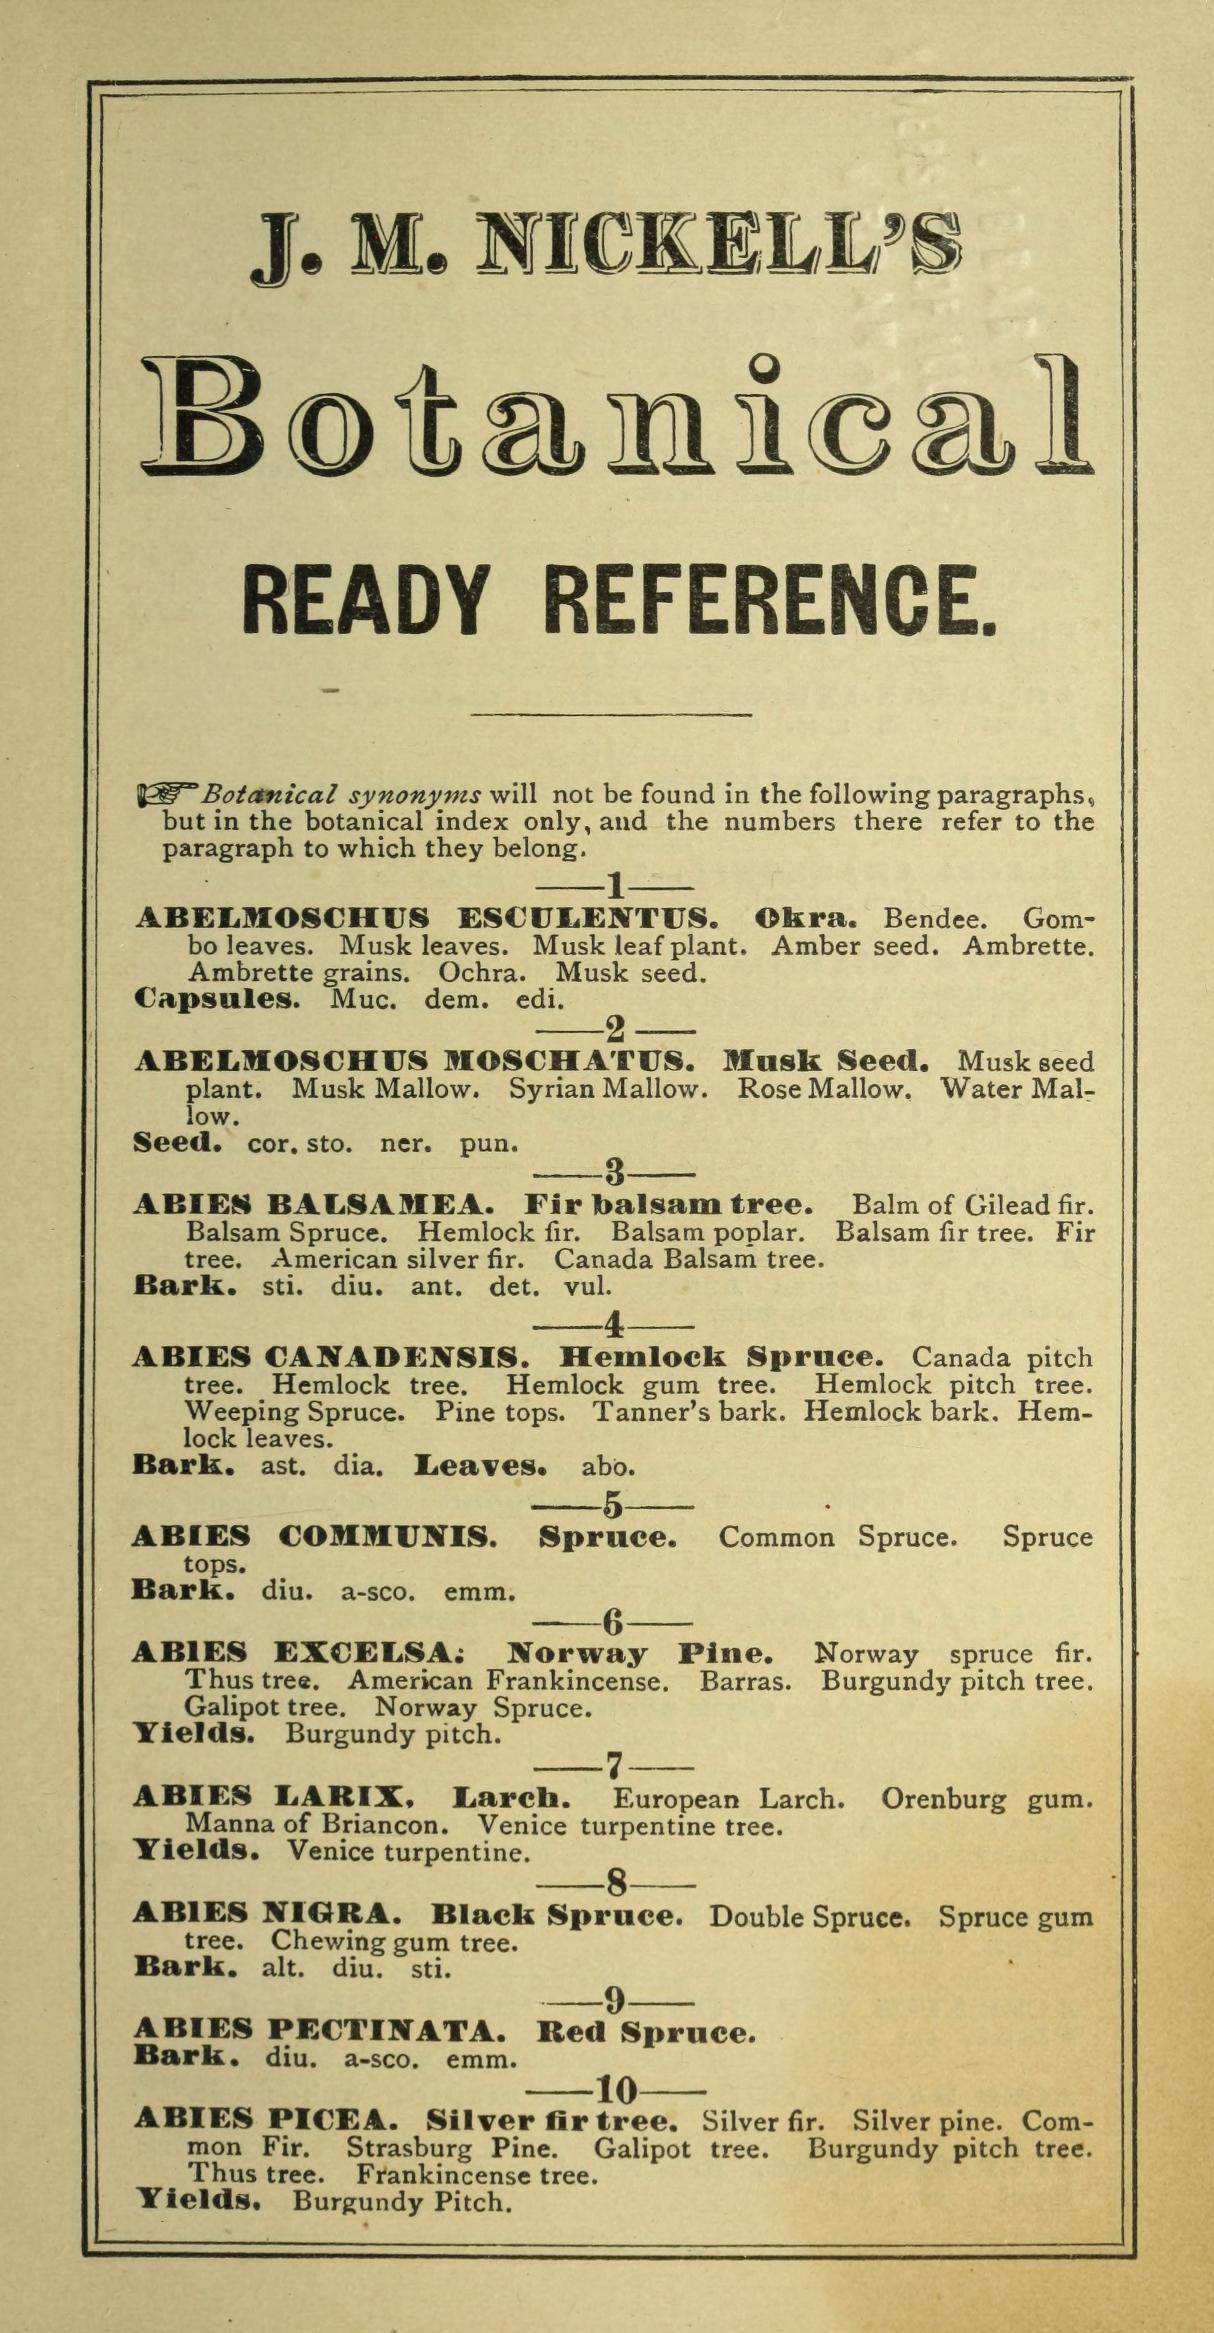 J. M. NICKELL'S
Botanical
READY REFERENCE.
☞ Botanical synonyms will not be found in the following paragraphs,
but in the botanical index only, and the numbers there refer to the
paragraph to which they belong.
——1——
ABELMOSCHUS ESCULENTUS. Okra. Bendee. Gom-
bo leaves. Musk leaves. Musk leaf plant. Amber seed. Ambrette.
Ambrette grains. Ochra. Musk seed.
Capsules. Muc. dem. edi.
——2——
ABELMOSCHUS MOSCHATUS. Musk Seed. Musk seed
plant. Musk Mallow. Syrian Mallow. Rose Mallow. Water Mal-
low.
Seed. cor. sto. ner. pun.
——3——
ABIES BALSAMEA. Fir balsam tree. Balm of Gilead fir.
Balsam Spruce. Hemlock fir. Balsam poplar. Balsam fir tree. Fir
tree. American silver fir. Canada Balsam tree.
Bark. sti. diu. ant. det. vul.
——4——
ABIES CANADENSIS. Hemlock Spruce. Canada pitch
tree. Hemlock tree. Hemlock gum tree. Hemlock pitch tree.
Weeping Spruce. Pine tops. Tanner's bark. Hemlock bark. Hem-
lock leaves.
Bark. ast. dia. Leaves. abo.
——5——
ABIES COMMUNIS. Spruce. Common Spruce. Spruce
tops.
Bark. diu. a-sco. emm.
——6——
ABIES EXCELSA: Norway Pine. Norway spruce fir.
Thus tree. American Frankincense. Barras. Burgundy pitch tree.
Galipot tree. Norway Spruce.
Yields. Burgundy pitch.
——7——
ABIES LARIX. Larch. European Larch. Orenburg gum.
Manna of Briancon. Venice turpentine tree.
Yields. Venice turpentine.
——8——
ABIES NIGRA. Black Spruce. Double Spruce. Spruce gum
tree. Chewing gum tree.
Bark. alt. diu. sti.
——9——
ABIES PECTINATA. Red Spruce.
Bark. diu. a-sco. emm.
——10——
ABIES PICEA. Silver fir tree. Silver fir. Silver pine. Com-
mon Fir. Strasburg Pine. Galipot tree. Burgundy pitch tree.
Thus tree. Frankincense tree.
Yields. Burgundy Pitch.